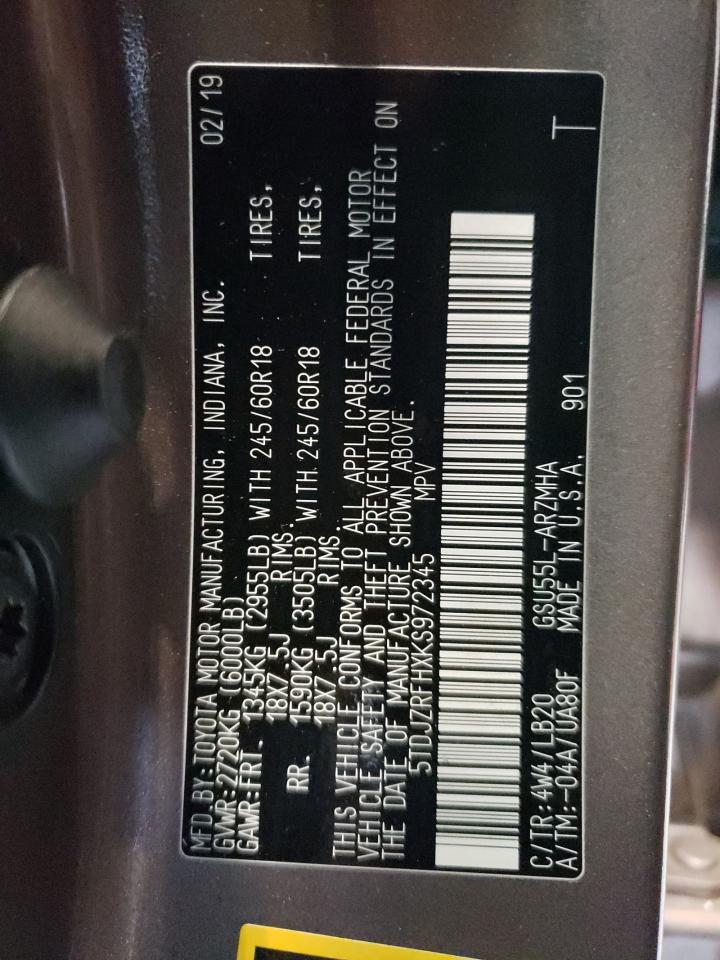 MFD.BY:TOYOTA MOTOR MANUFACTURING, INDIANA, INC. 02/19
GVWR:2720KG (6000LB)
GAWR:FRT. 1345KG (2955LB) WITH 245/60R18 TIRES,
18X7.5J RIMS.
RR. 1590KG (3505LB) WITH 245/60R18 TIRES,
18X7.5J RIMS.
THIS VEHICLE CONFORMS TO ALL APPLICABLE FEDERAL MOTOR
VEHICLE SAFETY AND THEFT PREVENTION STANDARDS IN EFFECT ON
THE DATE OF MANUFACTURE SHOWN ABOVE.
5TDJZRFHXKS972345 MPV
C/TR:4W4/LB20 GSU55L-ARZMHA
A/TM:-04A/UA80F MADE IN U.S.A. 901 T